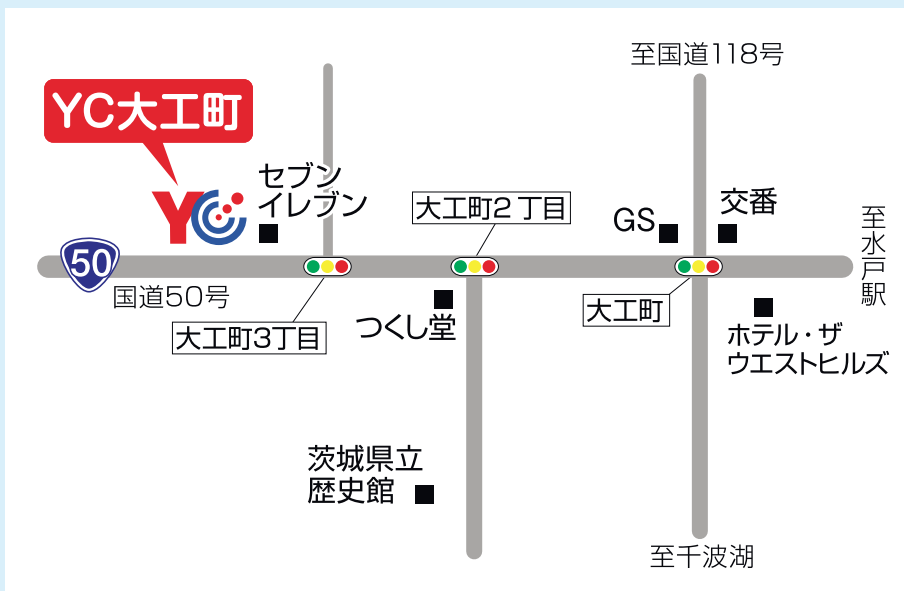 至国道118号
YC大工町
セブン
イレブン
YC
大工町2丁目
GS
交番
至水戸駅
50
国道50号
大工町3丁目
つくし堂
大工町
ホテル・ザ
ウエストヒルズ
茨城県立
歴史館
至千波湖